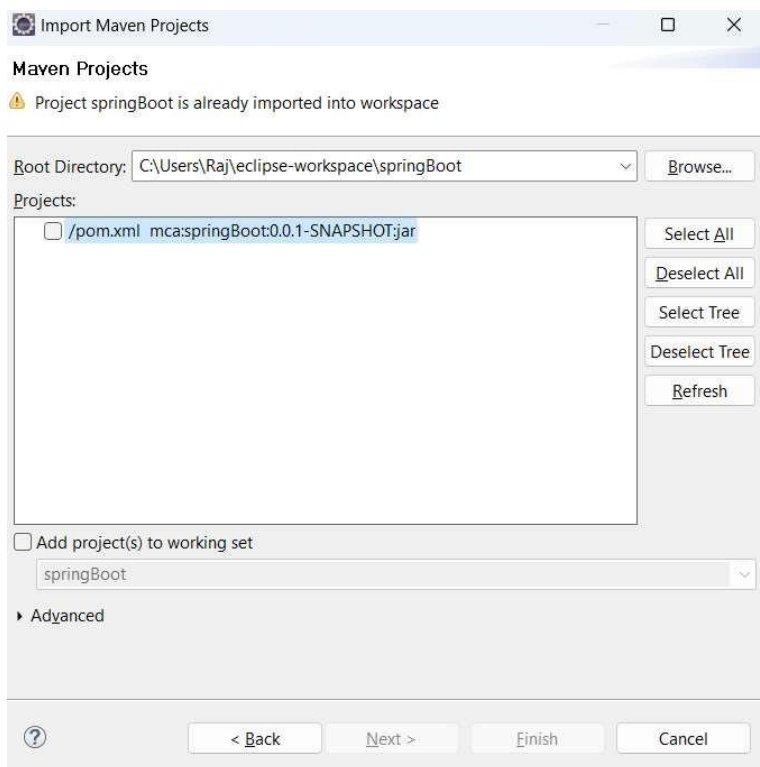 Import Maven Projects
Maven Projects
Project springBoot is already imported into workspace
Root Directory: C:\Users\Raj\eclipse-workspace\springBoot Browse...
Projects:
/pom.xml mca:springBoot:0.0.1-SNAPSHOT:jar
Select All
Deselect All
Select Tree
Deselect Tree
Refresh
Add project(s) to working set
springBoot
Advanced
? < Back Next > Finish Cancel